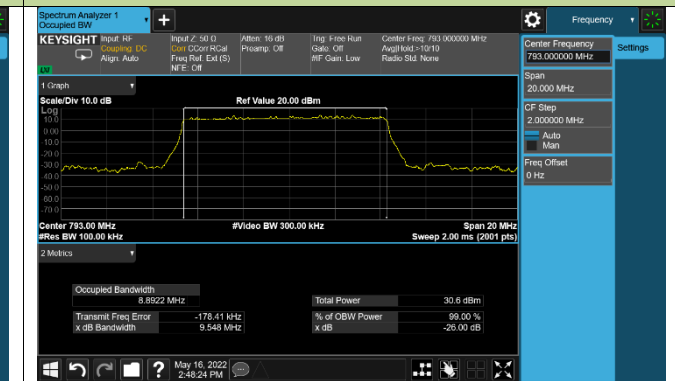 Spectrum Analyzer 1
Occupied BW
Frequency
KEYSIGHT Input: RF
Coupling: DC
Align: Auto
Input Z: 50 Ω
Corr CCorr RCal
Freq Ref: Ext (S)
NFE: Off
Atten: 16 dB
Preamp: Off
Trig: Free Run
Gate: Off
#IF Gain: Low
Center Freq: 793.000000 MHz
Avg|Hold:>10/10
Radio Std: None
Center Frequency
793.000000 MHz
Settings
Span
20.000 MHz
CF Step
2.000000 MHz
Auto
Man
Freq Offset
0 Hz
1 Graph
Scale/Div 10.0 dB
Ref Value 20.00 dBm
Log
10.0
0.00
-10.0
-20.0
-30.0
-40.0
-50.0
-60.0
-70.0
Center 793.00 MHz
#Video BW 300.00 kHz
Span 20 MHz
#Res BW 100.00 kHz
Sweep 2.00 ms (2001 pts)
2 Metrics
Occupied Bandwidth
8.8922 MHz
Total Power
30.6 dBm
Transmit Freq Error
-178.41 kHz
% of OBW Power
99.00 %
x dB Bandwidth
9.548 MHz
x dB
-26.00 dB
May 16, 2022
2:48:24 PM